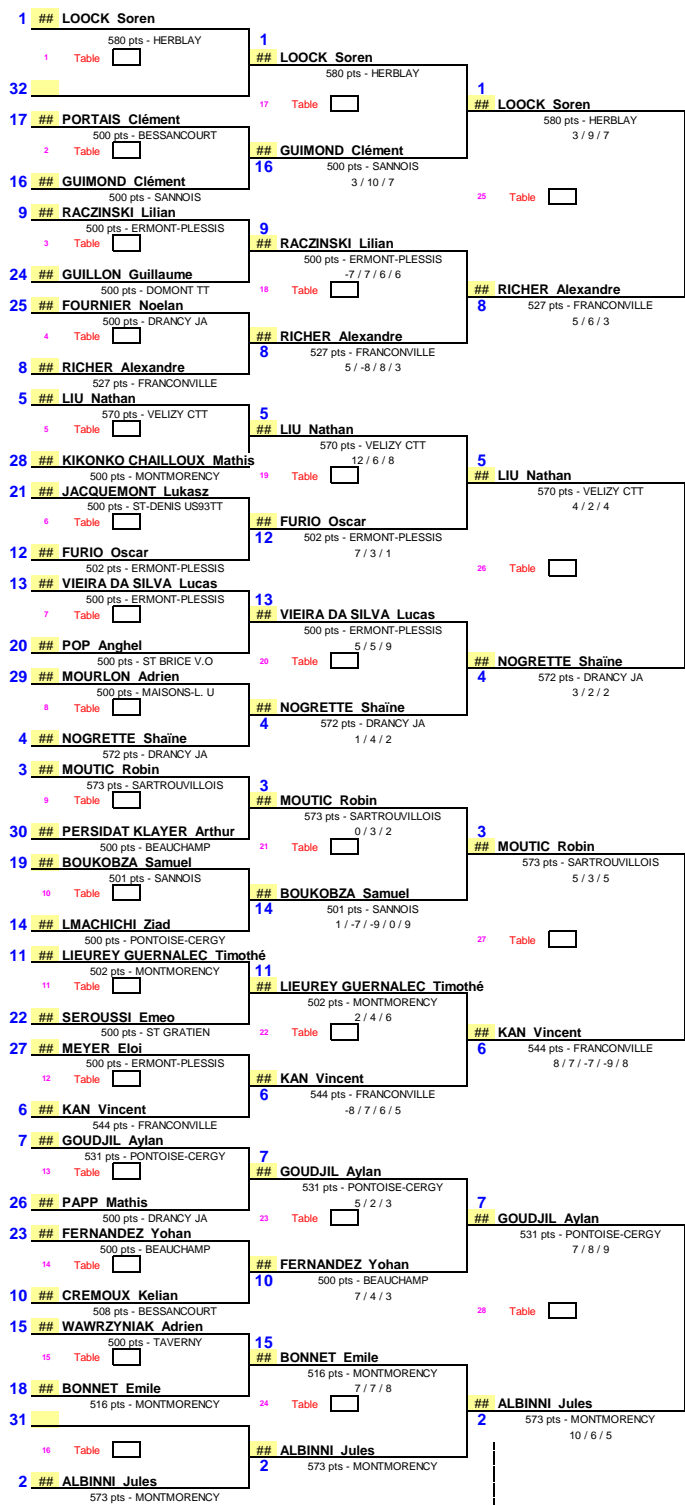 1 ## LOOCK Soren
580 pts - HERBLAY
1 Table
32
17 ## PORTAIS Clément
500 pts - BESSANCOURT
2 Table
16 ## GUIMOND Clément
500 pts - SANNOIS
9 ## RACZINSKI Lilian
500 pts - ERMONT-PLESSIS
3 Table
24 ## GUILLON Guillaume
500 pts - DOMONT TT
25 ## FOURNIER Noelan
500 pts - DRANCY JA
4 Table
8 ## RICHER Alexandre
527 pts - FRANCONVILLE
5 ## LIU Nathan
570 pts - VELIZY CTT
5 Table
28 ## KIKONKO CHAILLOUX Mathis
500 pts - MONTMORENCY
21 ## JACQUEMONT Lukasz
500 pts - ST-DENIS US93TT
6 Table
12 ## FURIO Oscar
502 pts - ERMONT-PLESSIS
13 ## VIEIRA DA SILVA Lucas
500 pts - ERMONT-PLESSIS
7 Table
20 ## POP Anghel
500 pts - ST BRICE V.O
29 ## MOURLON Adrien
500 pts - MAISONS-L. U
8 Table
4 ## NOGRETTE Shaïne
572 pts - DRANCY JA
3 ## MOUTIC Robin
573 pts - SARTROUVILLOIS
9 Table
30 ## PERSIDAT KLAYER Arthur
500 pts - BEAUCHAMP
19 ## BOUKOBZA Samuel
501 pts - SANNOIS
10 Table
14 ## LMACHICHI Ziad
500 pts - PONTOISE-CERGY
11 ## LIEUREY GUERNALEC Timothé
502 pts - MONTMORENCY
11 Table
22 ## SEROUSSI Emeo
500 pts - ST GRATIEN
27 ## MEYER Eloi
500 pts - ERMONT-PLESSIS
12 Table
6 ## KAN Vincent
544 pts - FRANCONVILLE
7 ## GOUDJIL Aylan
531 pts - PONTOISE-CERGY
13 Table
26 ## PAPP Mathis
500 pts - DRANCY JA
23 ## FERNANDEZ Yohan
500 pts - BEAUCHAMP
14 Table
10 ## CREMOUX Kelian
508 pts - BESSANCOURT
15 ## WAWRZYNIAK Adrien
500 pts - TAVERNY
15 Table
18 ## BONNET Emile
516 pts - MONTMORENCY
31
16 Table
2 ## ALBINNI Jules
573 pts - MONTMORENCY
1
## LOOCK Soren
580 pts - HERBLAY
17 Table
## GUIMOND Clément
16 500 pts - SANNOIS
3 / 10 / 7
9
## RACZINSKI Lilian
500 pts - ERMONT-PLESSIS
-7 / 7 / 6 / 6
18 Table
## RICHER Alexandre
8 527 pts - FRANCONVILLE
5 / -8 / 8 / 3
5
## LIU Nathan
570 pts - VELIZY CTT
12 / 6 / 8
19 Table
## FURIO Oscar
12 502 pts - ERMONT-PLESSIS
7 / 3 / 1
13
## VIEIRA DA SILVA Lucas
500 pts - ERMONT-PLESSIS
5 / 5 / 9
20 Table
## NOGRETTE Shaïne
4 572 pts - DRANCY JA
1 / 4 / 2
3
## MOUTIC Robin
573 pts - SARTROUVILLOIS
0 / 3 / 2
21 Table
## BOUKOBZA Samuel
14 501 pts - SANNOIS
1 / -7 / -9 / 0 / 9
11
## LIEUREY GUERNALEC Timothé
502 pts - MONTMORENCY
2 / 4 / 6
22 Table
## KAN Vincent
6 544 pts - FRANCONVILLE
-8 / 7 / 6 / 5
7
## GOUDJIL Aylan
531 pts - PONTOISE-CERGY
5 / 2 / 3
23 Table
## FERNANDEZ Yohan
10 500 pts - BEAUCHAMP
7 / 4 / 3
15
## BONNET Emile
516 pts - MONTMORENCY
7 / 7 / 8
24 Table
## ALBINNI Jules
2 573 pts - MONTMORENCY
1
## LOOCK Soren
580 pts - HERBLAY
3 / 9 / 7
25 Table
## RICHER Alexandre
8 527 pts - FRANCONVILLE
5 / 6 / 3
5
## LIU Nathan
570 pts - VELIZY CTT
4 / 2 / 4
26 Table
## NOGRETTE Shaïne
4 572 pts - DRANCY JA
3 / 2 / 2
3
## MOUTIC Robin
573 pts - SARTROUVILLOIS
5 / 3 / 5
27 Table
## KAN Vincent
6 544 pts - FRANCONVILLE
8 / 7 / -7 / -9 / 8
7
## GOUDJIL Aylan
531 pts - PONTOISE-CERGY
7 / 8 / 9
28 Table
## ALBINNI Jules
2 573 pts - MONTMORENCY
10 / 6 / 5